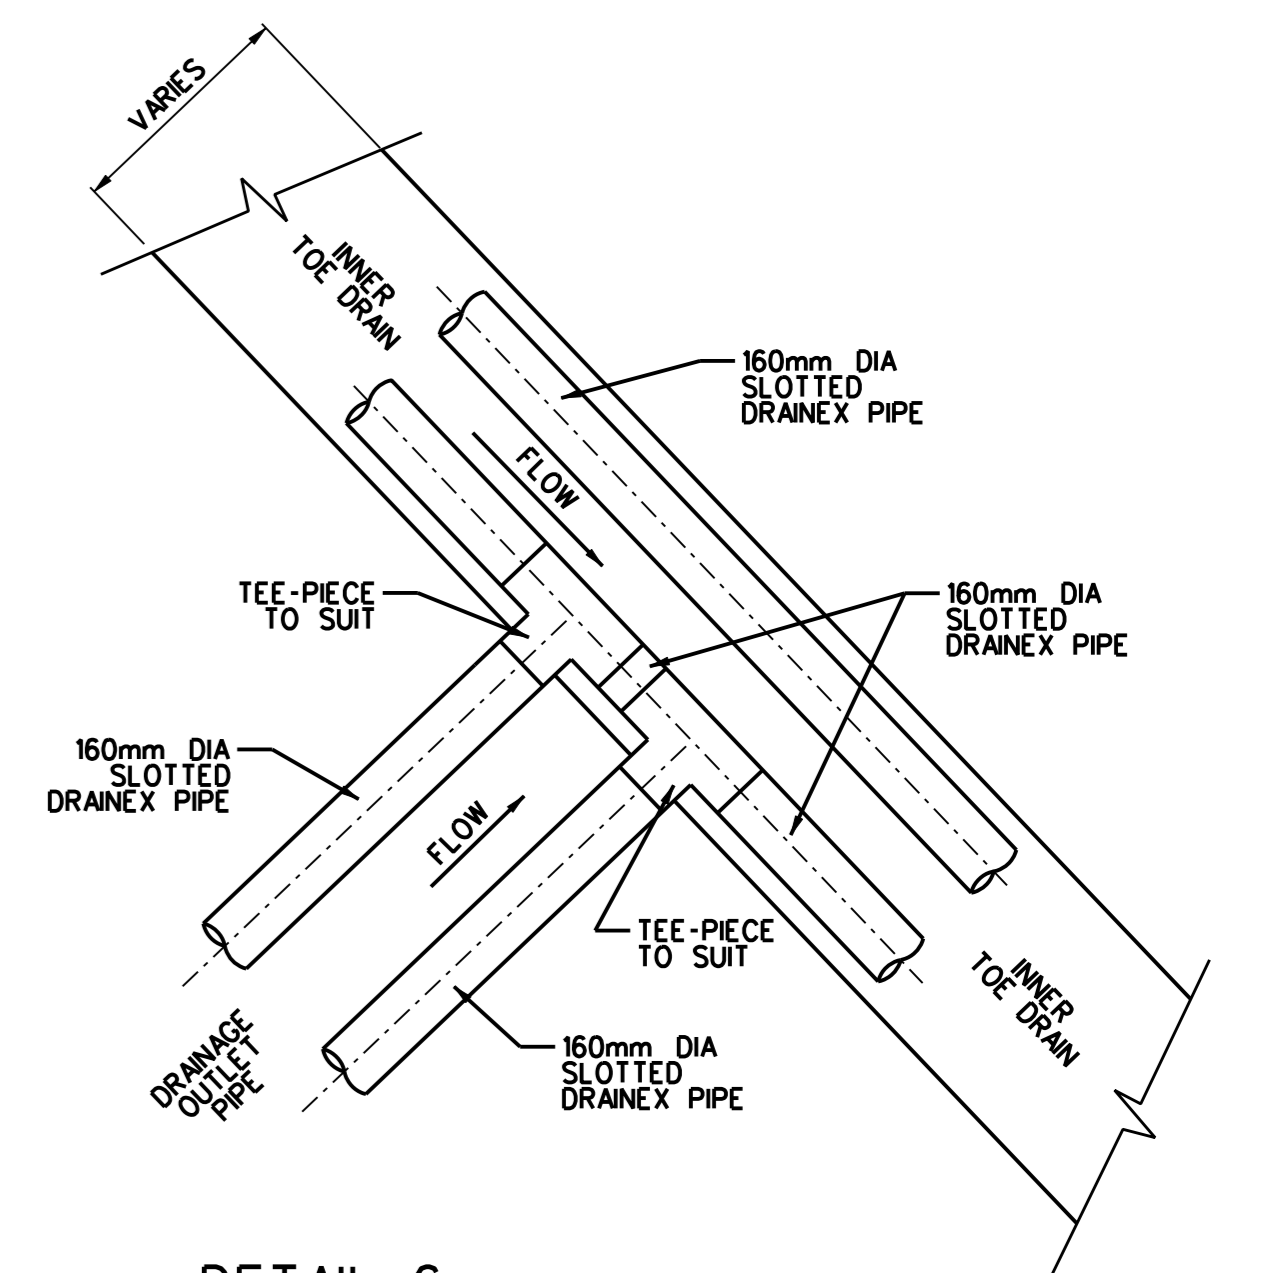 VARIES
INNER
TOE DRAIN
160mm DIA
SLOTTED
DRAINEX PIPE
FLOW
TEE-PIECE
TO SUIT
160mm DIA
SLOTTED
DRAINEX PIPE
160mm DIA
SLOTTED
DRAINEX PIPE
FLOW
TEE-PIECE
TO SUIT
INNER
TOE DRAIN
160mm DIA
SLOTTED
DRAINEX PIPE
DRAINAGE
OUTLET
PIPE
DETAIL